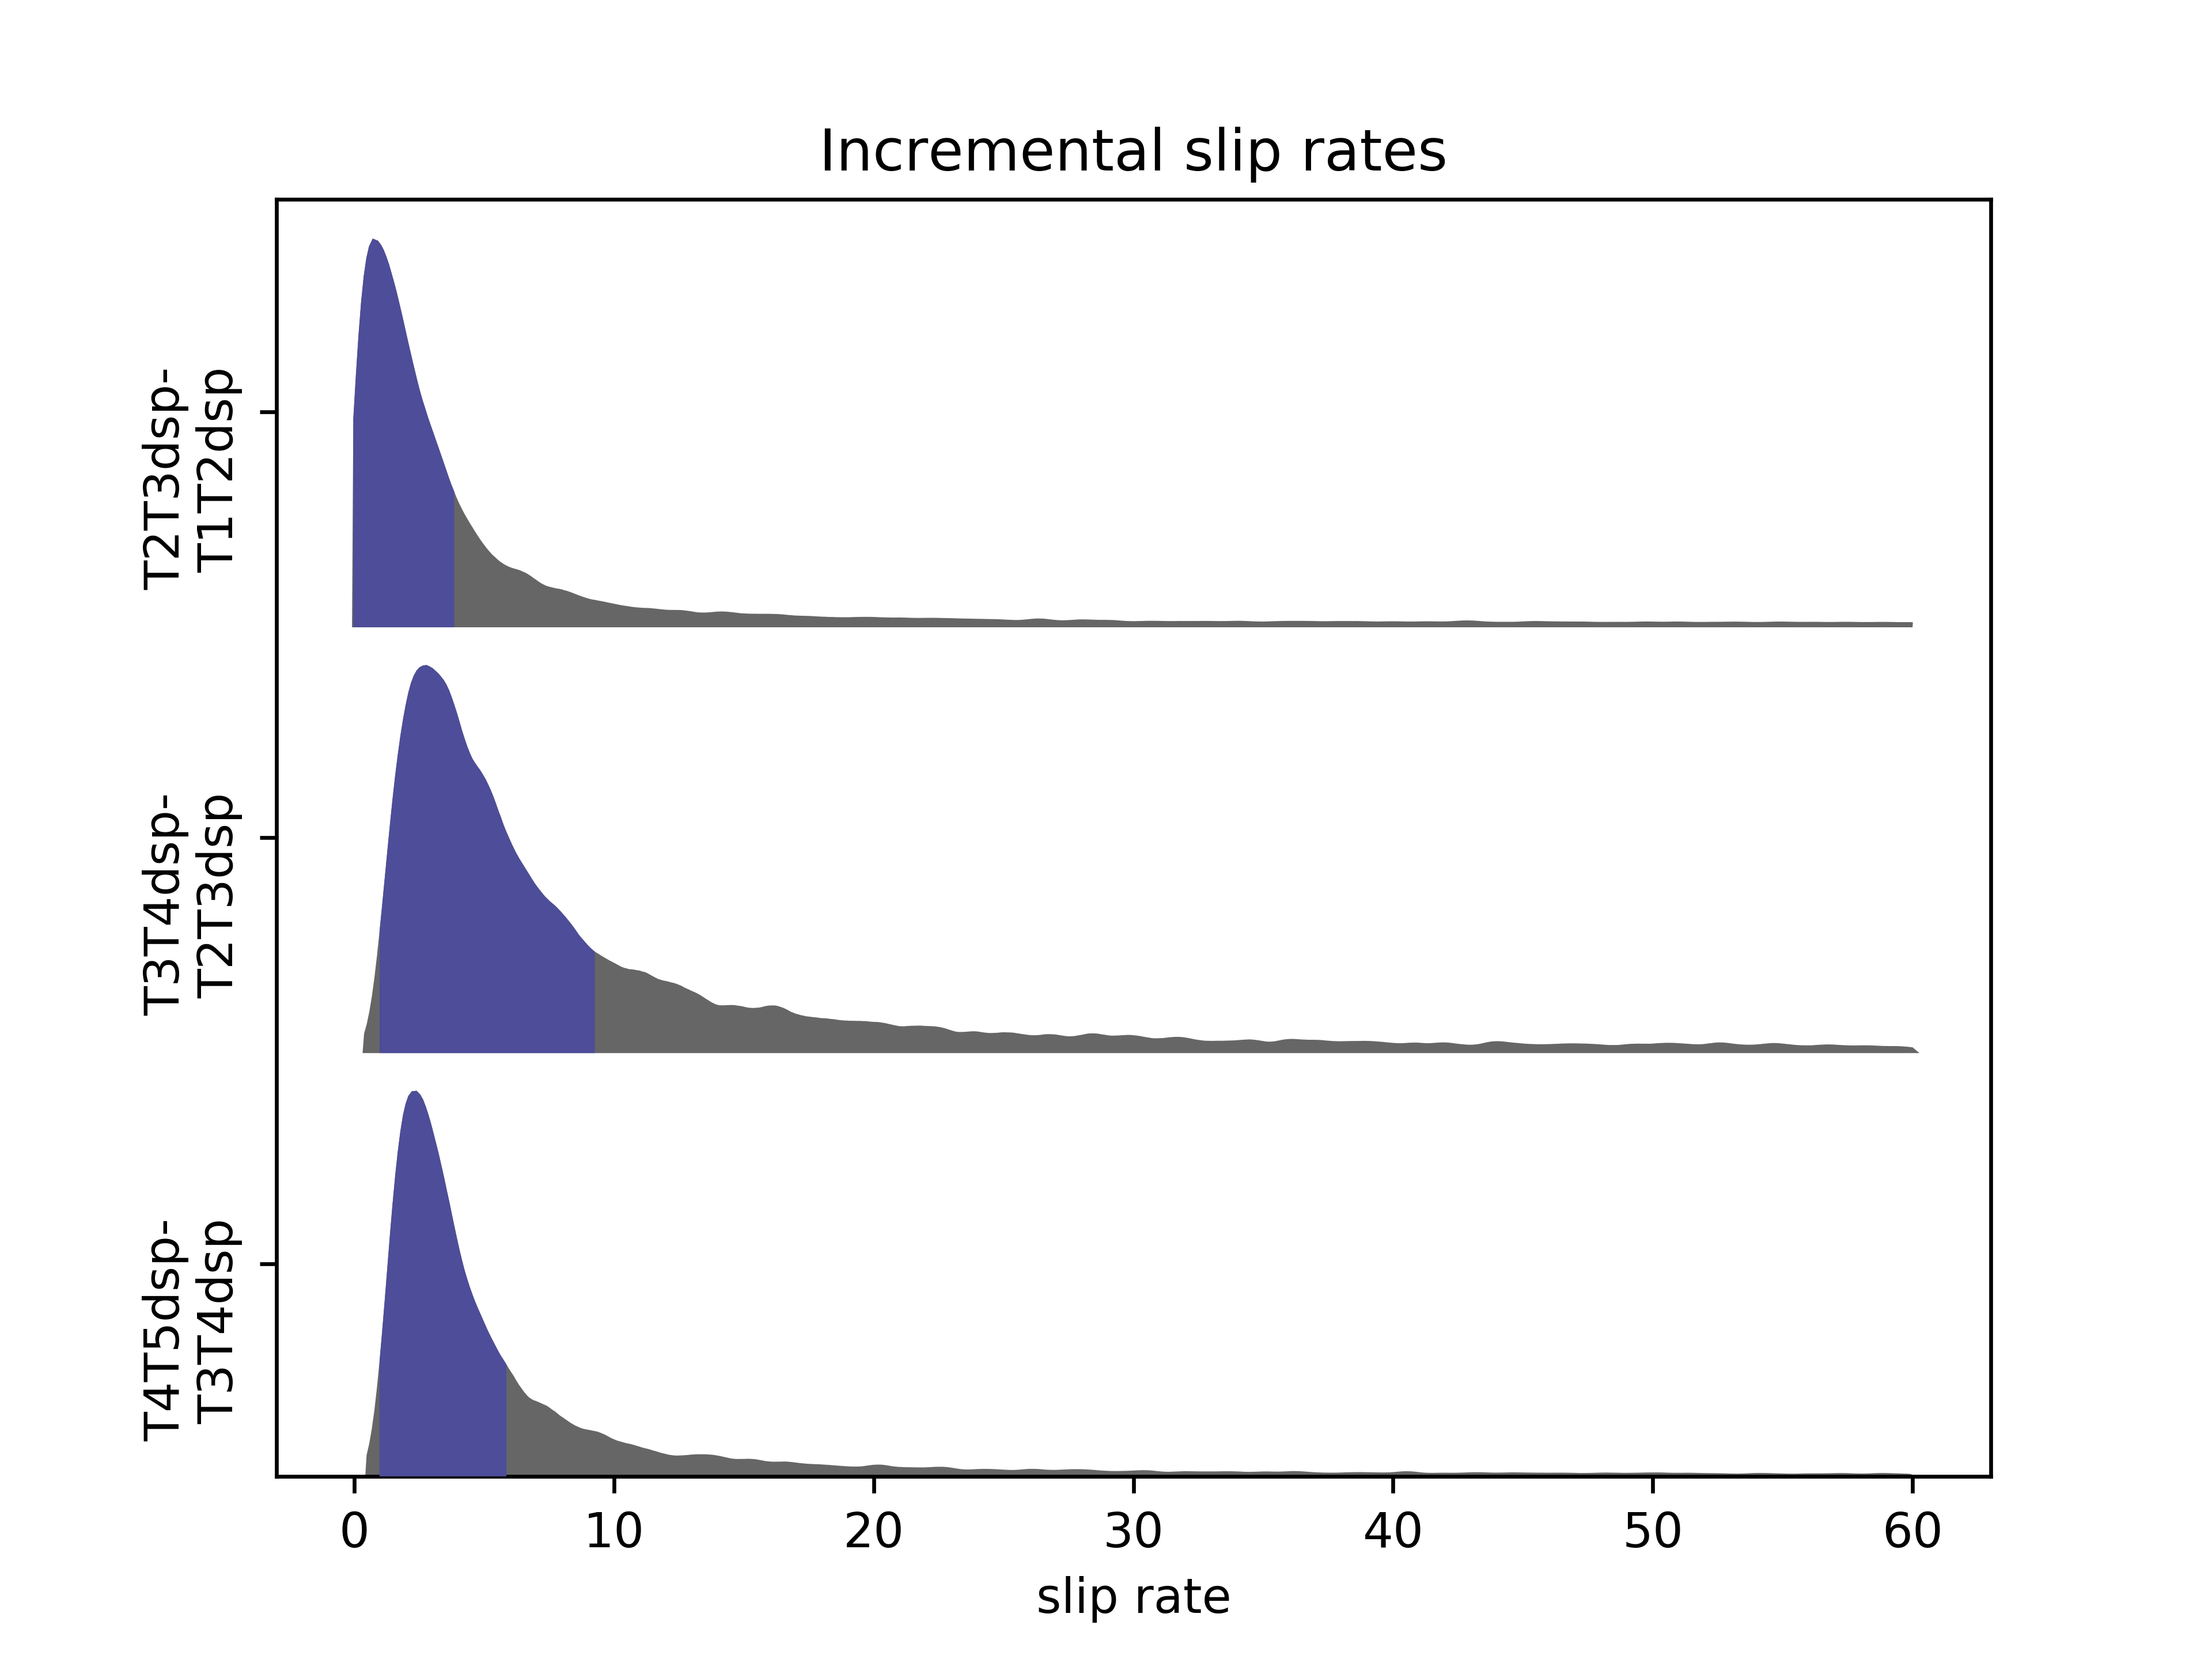 Incremental slip rates
T2T3dsp-
T1T2dsp
T3T4dsp-
T2T3dsp
T4T5dsp-
T3T4dsp
0 10 20 30 40 50 60
slip rate